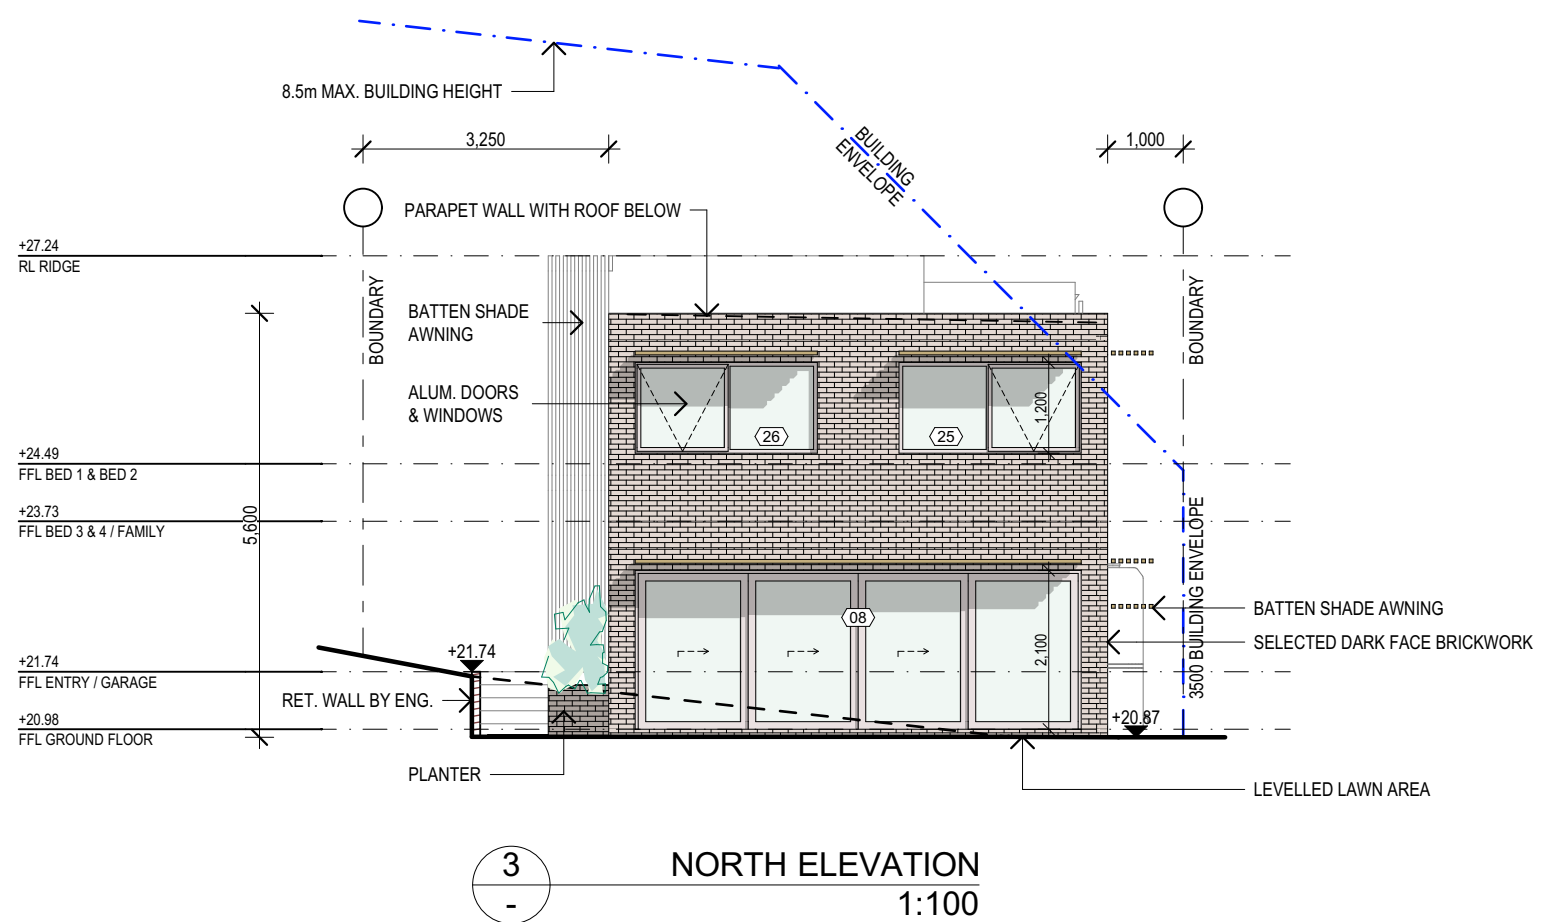 8.5m MAX. BUILDING HEIGHT
3,250
BUILDING
ENVELOPE
1,000
PARAPET WALL WITH ROOF BELOW
+27.24
RL RIDGE
BOUNDARY
BATTEN SHADE
AWNING
BOUNDARY
ALUM. DOORS
& WINDOWS
1,200
26
25
+24.49
FFL BED 1 & BED 2
+23.73
FFL BED 3 & 4 / FAMILY
5,600
3500 BUILDING ENVELOPE
08
BATTEN SHADE AWNING
SELECTED DARK FACE BRICKWORK
2,100
+21.74
+21.74
FFL ENTRY / GARAGE
RET. WALL BY ENG.
+20.98
FFL GROUND FLOOR
+20.87
PLANTER
LEVELLED LAWN AREA
3
-
NORTH ELEVATION
1:100